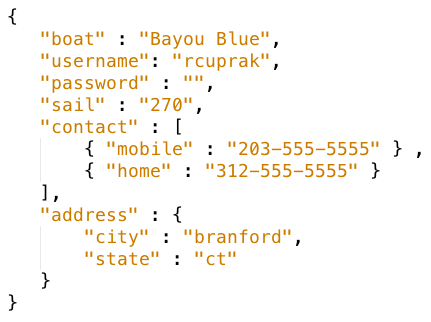 {
    "boat" : "Bayou Blue",
    "username": "rcuprak",
    "password" : "",
    "sail" : "270",
    "contact" : [
        { "mobile" : "203-555-5555" } ,
        { "home" : "312-555-5555" }
    ],
    "address" : {
        "city" : "branford",
        "state" : "ct"
    }
}